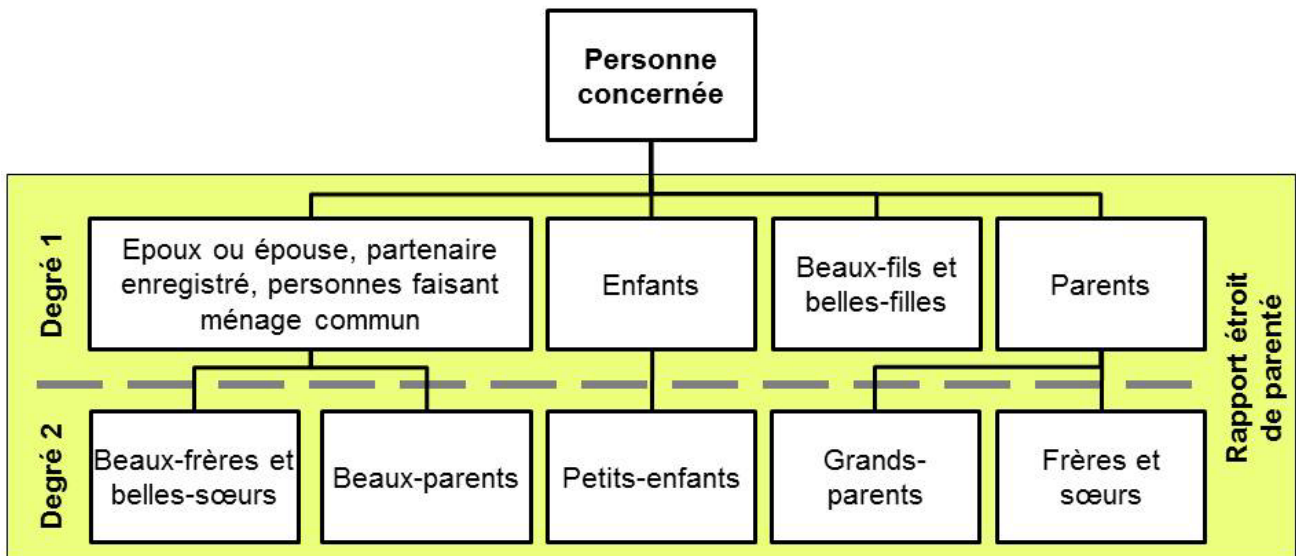 Personne
concernée
Degré 1
Epoux ou épouse, partenaire
enregistré, personnes faisant
ménage commun
Enfants
Beaux-fils et
belles-filles
Parents
Rapport étroit
de parenté
Degré 2
Beaux-frères et
belles-sœurs
Beaux-parents
Petits-enfants
Grands-
parents
Frères et
sœurs